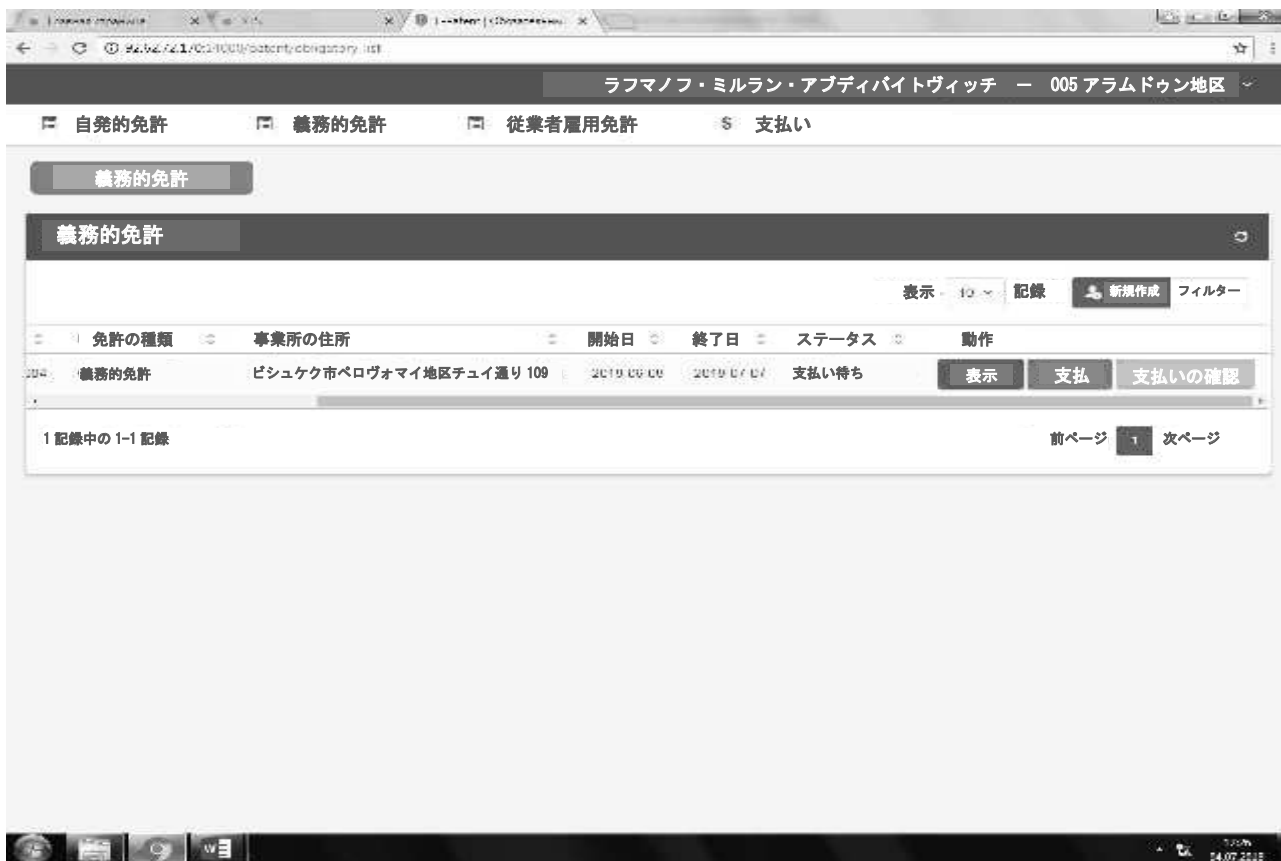 ラフマノフ・ミルラン・アブディバイトヴィッチ － 005 アラムドゥン地区
自発的免許 義務的免許 従業者雇用免許 $ 支払い
義務的免許
義務的免許
表示 10 記録 新規作成 フィルター
免許の種類 事業所の住所 開始日 終了日 ステータス 動作
義務的免許 ビシュケク市ペロヴォマイ地区チュイ通り 109 支払い待ち 表示 支払 支払いの確認
1 記録中の 1-1 記録 前ページ 1 次ページ